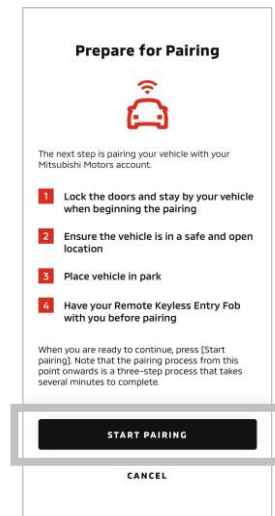 Prepare for Pairing
The next step is pairing your vehicle with your
Mitsubishi Motors account.
1 Lock the doors and stay by your vehicle
when beginning the pairing
2 Ensure the vehicle is in a safe and open
location
3 Place vehicle in park
4 Have your Remote Keyless Entry Fob
with you before pairing
When you are ready to continue, press [Start
pairing]. Note that the pairing process from this
point onwards is a three-step process that takes
several minutes to complete.
START PAIRING
CANCEL